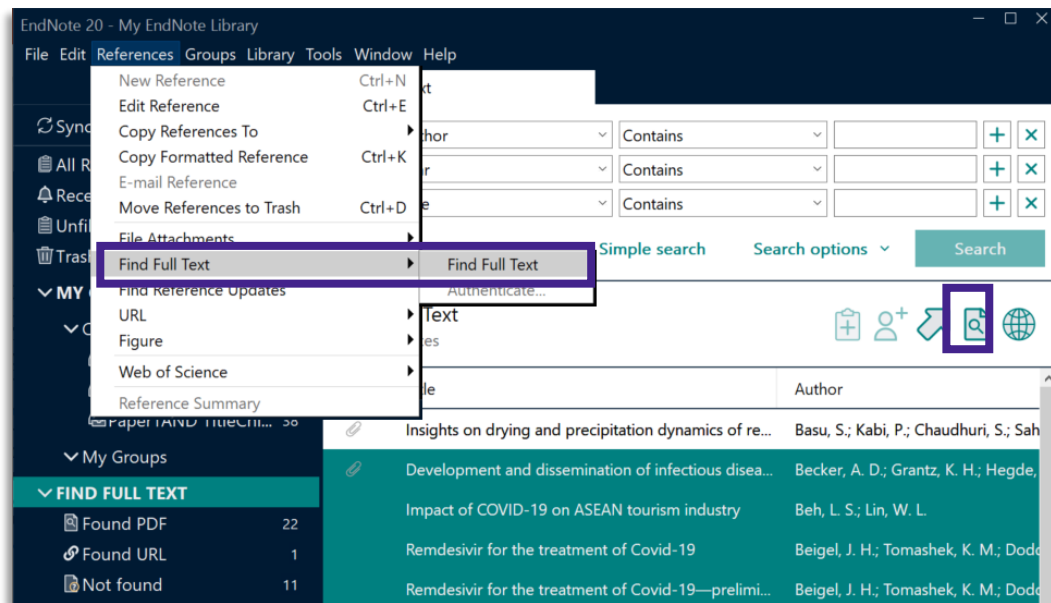 EndNote 20 - My EndNote Library
File Edit References Groups Library Tools Window Help
New Reference Ctrl+N
Edit Reference Ctrl+E
Copy References To
Copy Formatted Reference Ctrl+K
E-mail Reference
Move References to Trash Ctrl+D
File Attachments
Find Full Text Find Full Text
Find Reference Updates Authenticate...
URL
Figure
Web of Science
Reference Summary
Contains
Contains
Contains
Simple search Search options Search
Text
All R
MY
PaperTAND TitleChi... 38
My Groups
FIND FULL TEXT
Found PDF 22
Found URL 1
Not found 11
Author
Insights on drying and precipitation dynamics of re... Basu, S.; Kabi, P.; Chaudhuri, S.; Sah
Development and dissemination of infectious disea... Becker, A. D.; Grantz, K. H.; Hegde,
Impact of COVID-19 on ASEAN tourism industry Beh, L. S.; Lin, W. L.
Remdesivir for the treatment of Covid-19 Beigel, J. H.; Tomashek, K. M.; Dodd
Remdesivir for the treatment of Covid-19—prelimi... Beigel, J. H.; Tomashek, K. M.; Dodd